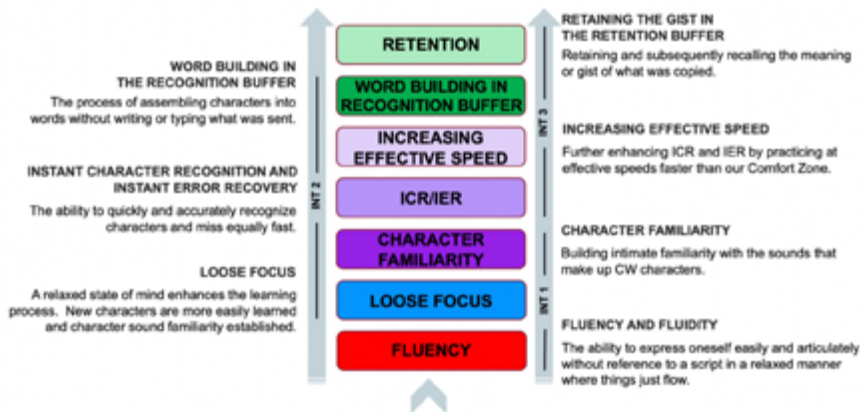 WORD BUILDING IN
THE RECOGNITION BUFFER
The process of assembling characters into
words without writing or typing what was sent.
INSTANT CHARACTER RECOGNITION AND
INSTANT ERROR RECOVERY
The ability to quickly and accurately recognize
characters and miss equally fast.
LOOSE FOCUS
A relaxed state of mind enhances the learning
process. New characters are more easily learned
and character sound familiarity established.
INT 2
RETENTION
WORD BUILDING IN
RECOGNITION BUFFER
INCREASING
EFFECTIVE SPEED
ICR/IER
CHARACTER
FAMILIARITY
LOOSE FOCUS
FLUENCY
INT 3
INT 1
RETAINING THE GIST IN
THE RETENTION BUFFER
Retaining and subsequently recalling the meaning
or gist of what was copied.
INCREASING EFFECTIVE SPEED
Further enhancing ICR and IER by practicing at
effective speeds faster than our Comfort Zone.
CHARACTER FAMILIARITY
Building intimate familiarity with the sounds that
make up CW characters.
FLUENCY AND FLUIDITY
The ability to express oneself easily and articulately
without reference to a script in a relaxed manner
where things just flow.